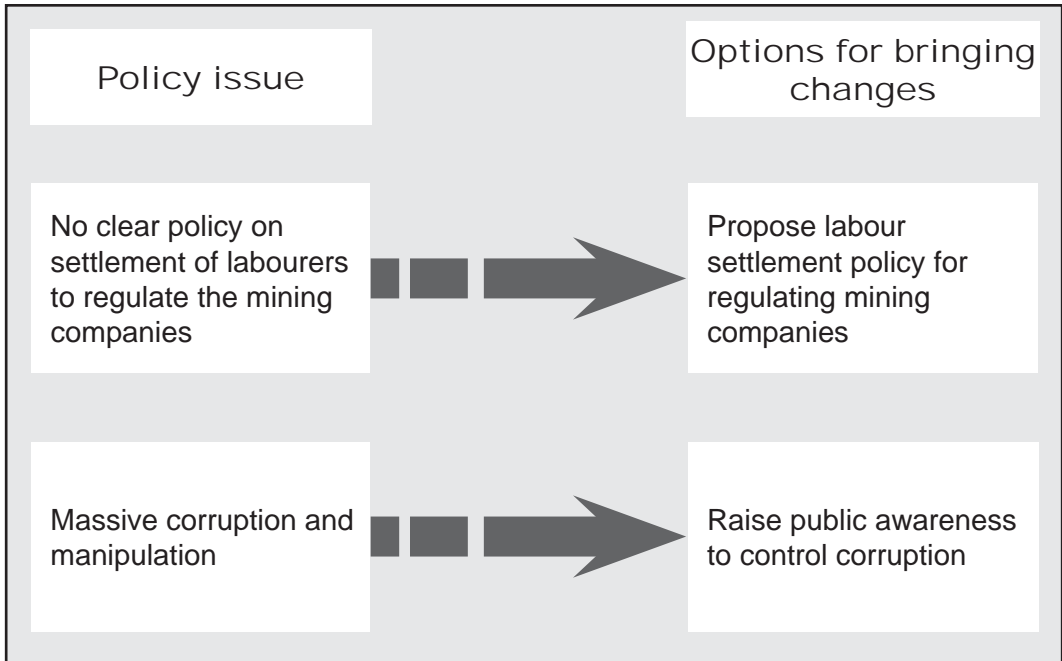 Policy issue
Options for bringing
changes
No clear policy on
settlement of labourers
to regulate the mining
companies
Propose labour
settlement policy for
regulating mining
companies
Massive corruption and
manipulation
Raise public awareness
to control corruption